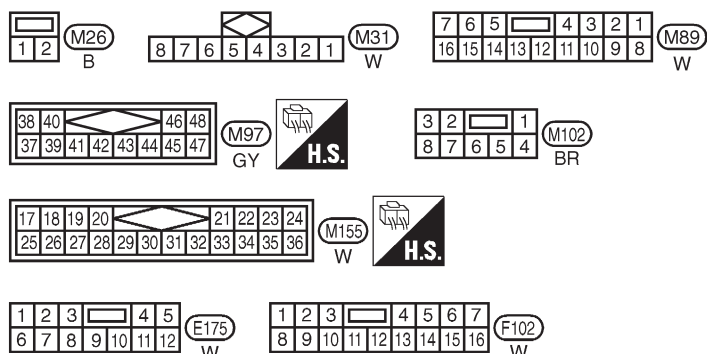 1 2
M26
B
8 7 6 5 4 3 2 1
M31
W
7 6 5 4 3 2 1
16 15 14 13 12 11 10 9 8
M89
W
38 40 46 48
37 39 41 42 43 44 45 47
M97
GY
H.S.
3 2 1
8 7 6 5 4
M102
BR
17 18 19 20 21 22 23 24
25 26 27 28 29 30 31 32 33 34 35 36
M155
W
H.S.
1 2 3 4 5
6 7 8 9 10 11 12
E175
W
1 2 3 4 5 6 7
8 9 10 11 12 13 14 15 16
F102
W